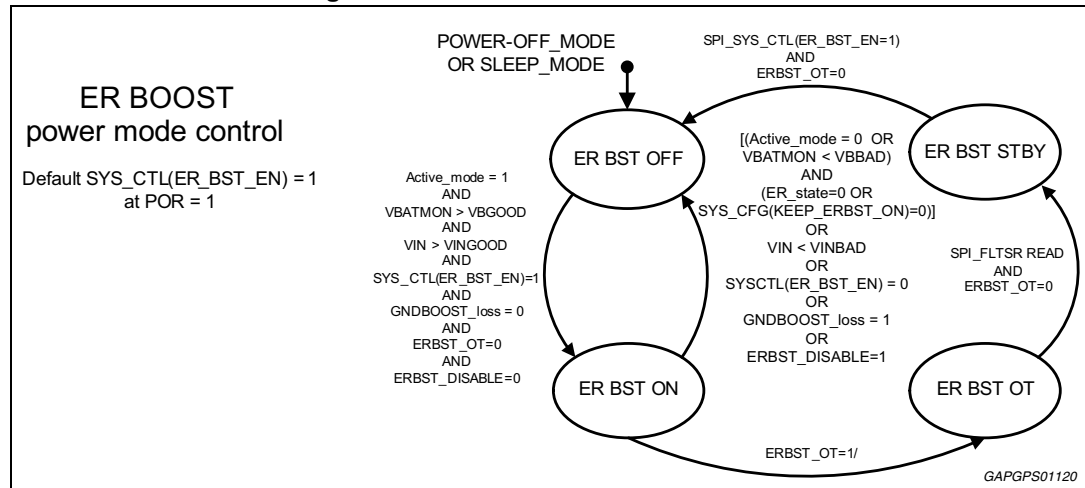 ER BOOST
power mode control
Default SYS_CTL(ER_BST_EN) = 1
at POR = 1
POWER-OFF_MODE
OR SLEEP_MODE
SPI_SYS_CTL(ER_BST_EN=1)
AND
ERBST_OT=0
ER BST OFF
ER BST STBY
Active_mode = 1
AND
VBATMON > VBGOOD
AND
VIN > VINGOOD
AND
SYS_CTL(ER_BST_EN)=1
AND
GNDBOOST_loss = 0
AND
ERBST_OT=0
AND
ERBST_DISABLE=0
[(Active_mode = 0 OR
VBATMON < VBBAD)
AND
(ER_state=0 OR
SYS_CFG(KEEP_ERBST_ON)=0)]
OR
VIN < VINBAD
OR
SYSCTL(ER_BST_EN) = 0
OR
GNDBOOST_loss = 1
OR
ERBST_DISABLE=1
SPI_FLTSR READ
AND
ERBST_OT=0
ER BST ON
ER BST OT
ERBST_OT=1/
GAPGPS01120